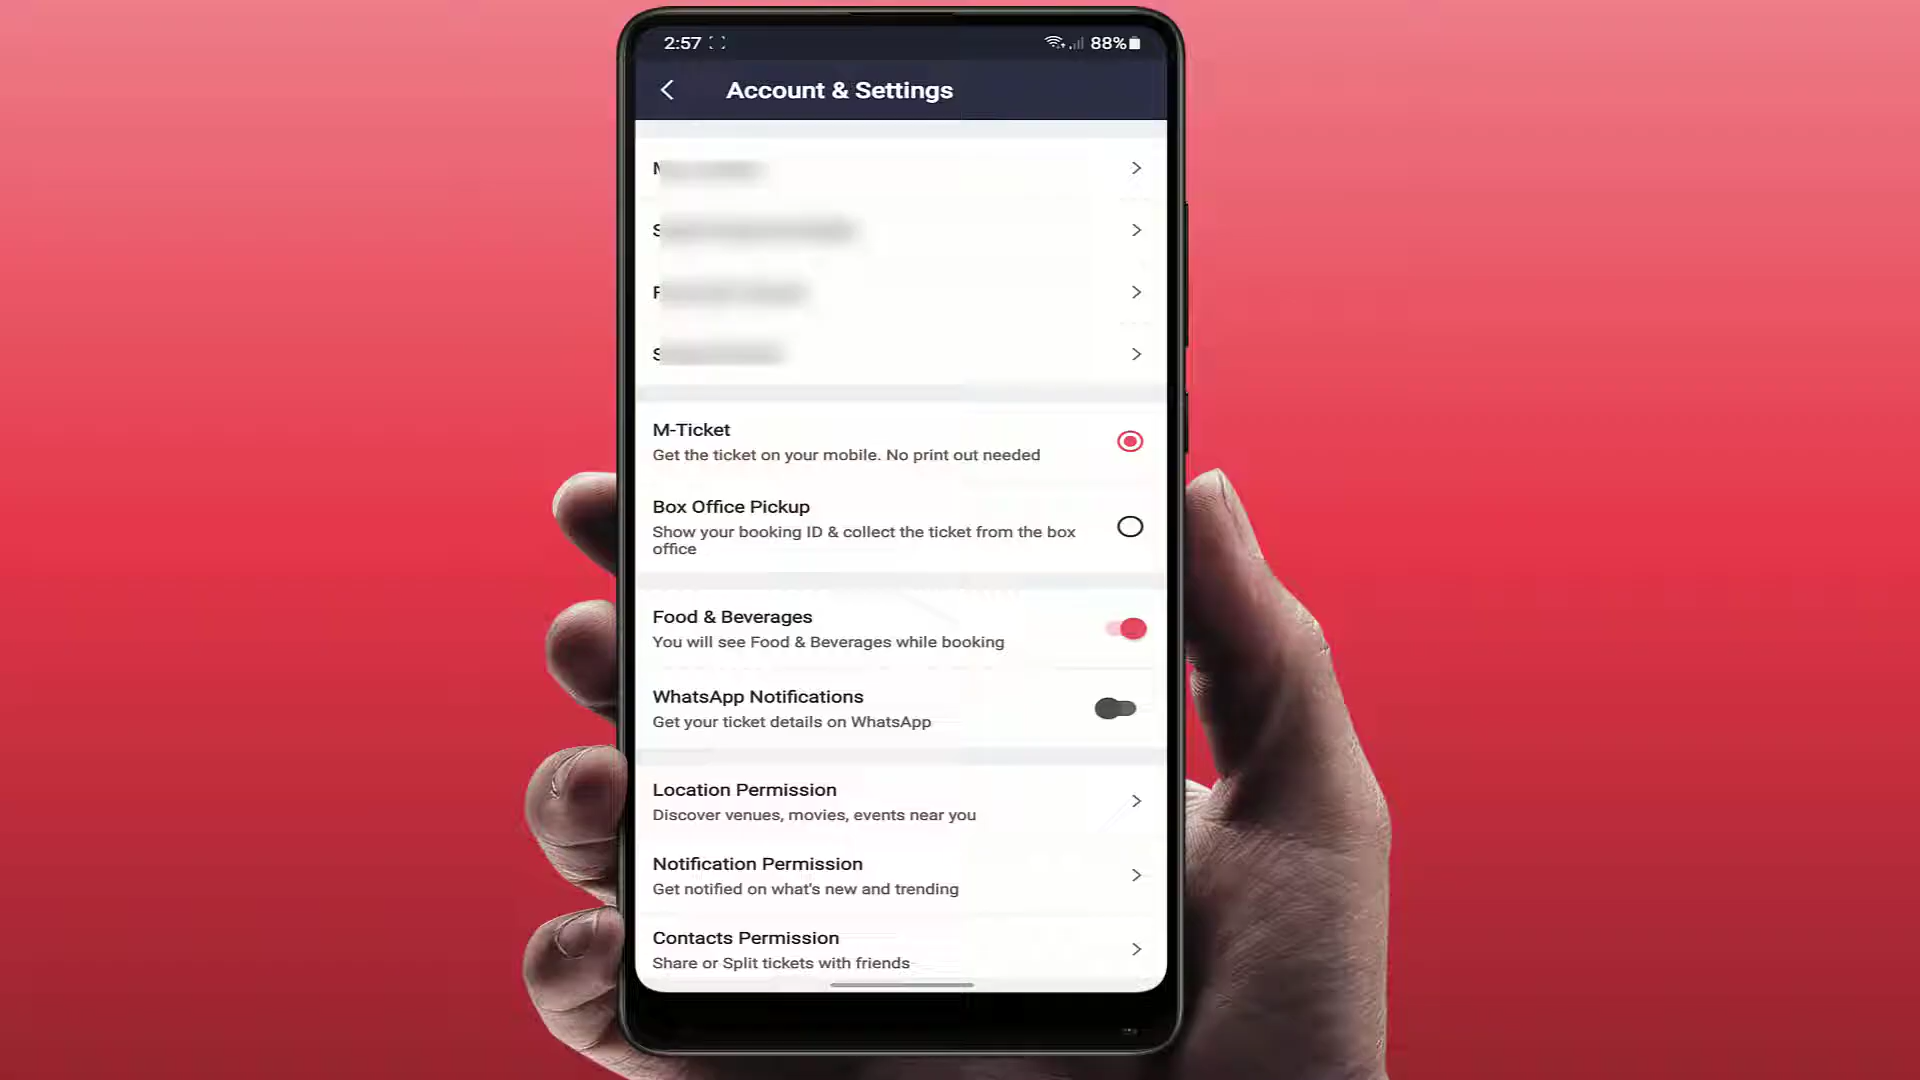 2:57
88%
Account & Settings
M-Ticket
Get the ticket on your mobile. No print out needed
Box Office Pickup
Show your booking ID & collect the ticket from the box
office
Food & Beverages
You will see Food & Beverages while booking
WhatsApp Notifications
Get your ticket details on WhatsApp
Location Permission
Discover venues, movies, events near you
Notification Permission
Get notified on what's new and trending
Contacts Permission
Share or Split tickets with friends